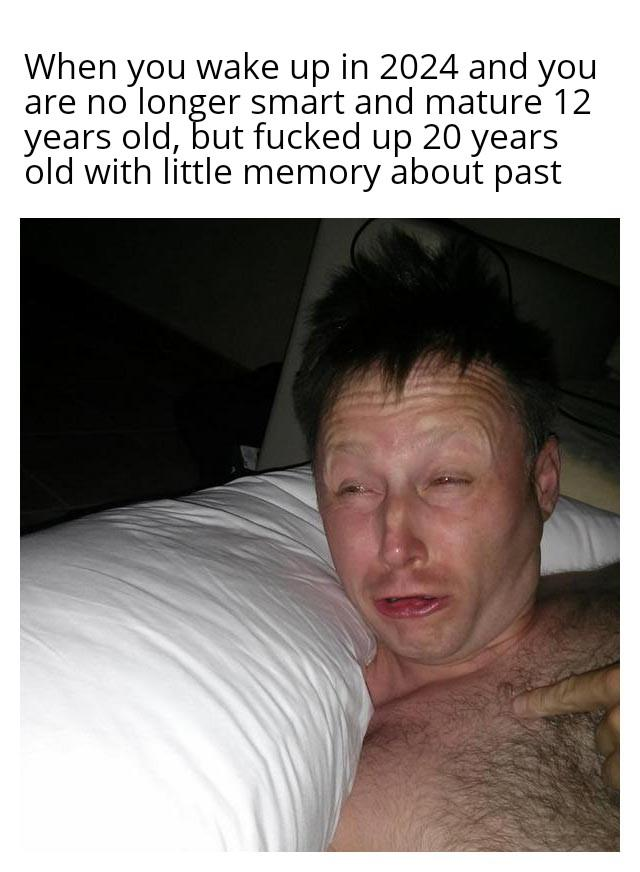 When you wake up in 2024 and you
are no longer smart and mature 12
years old, but fucked up 20 years
old with little memory about past